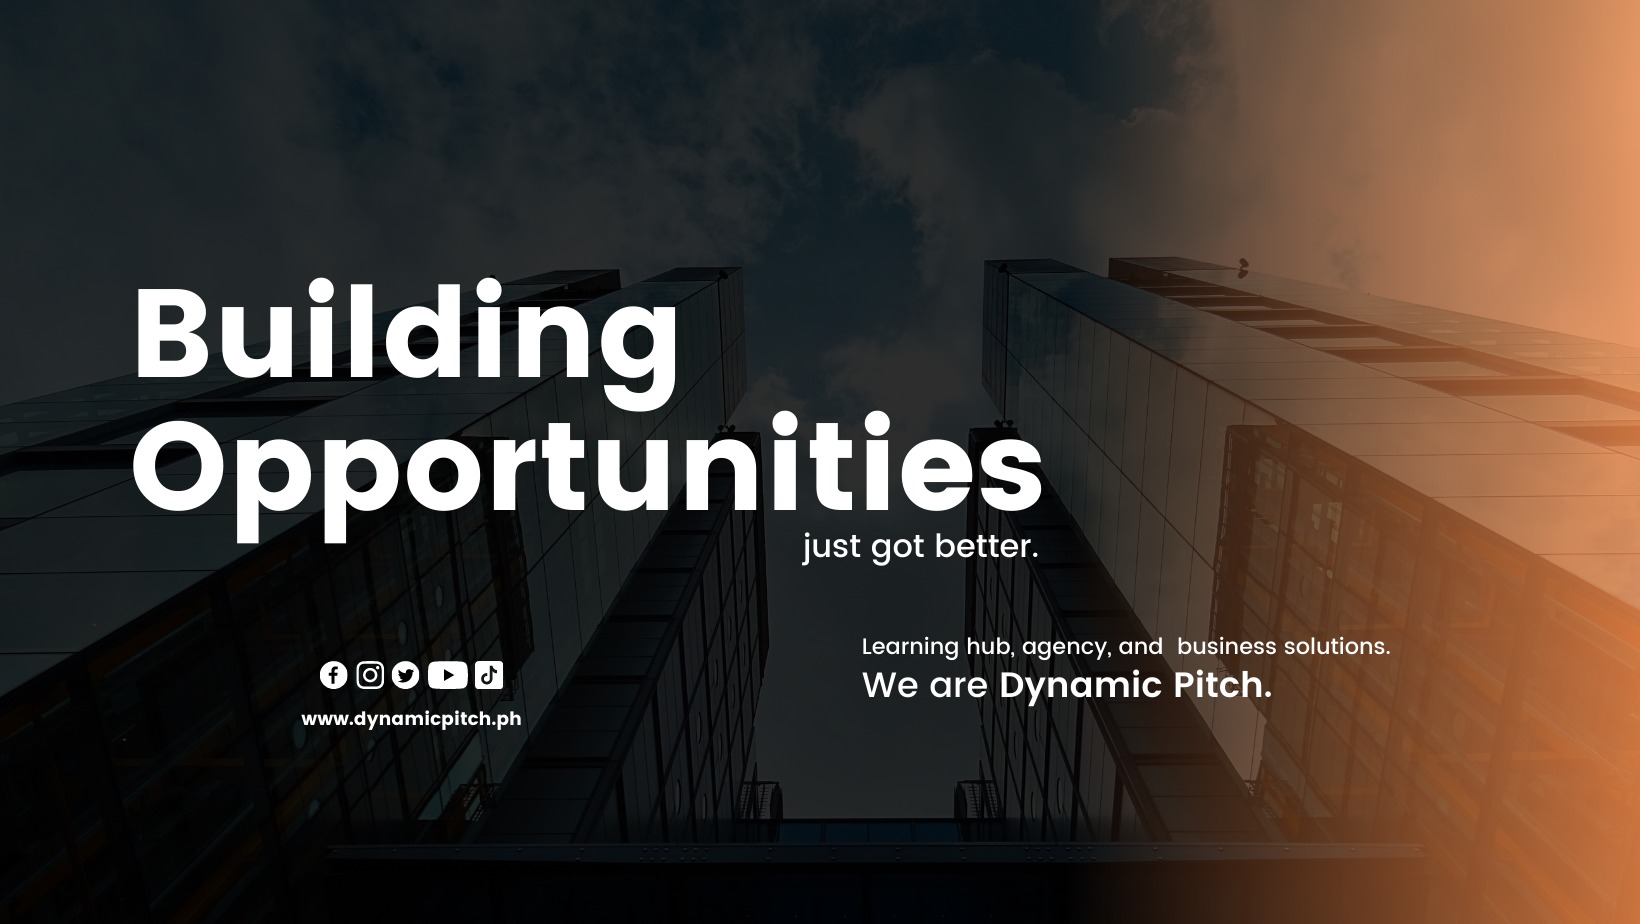 Building
Opportunities
just got better.
Learning hub, agency, and  business solutions.
We are Dynamic Pitch.
www.dynamicpitch.ph